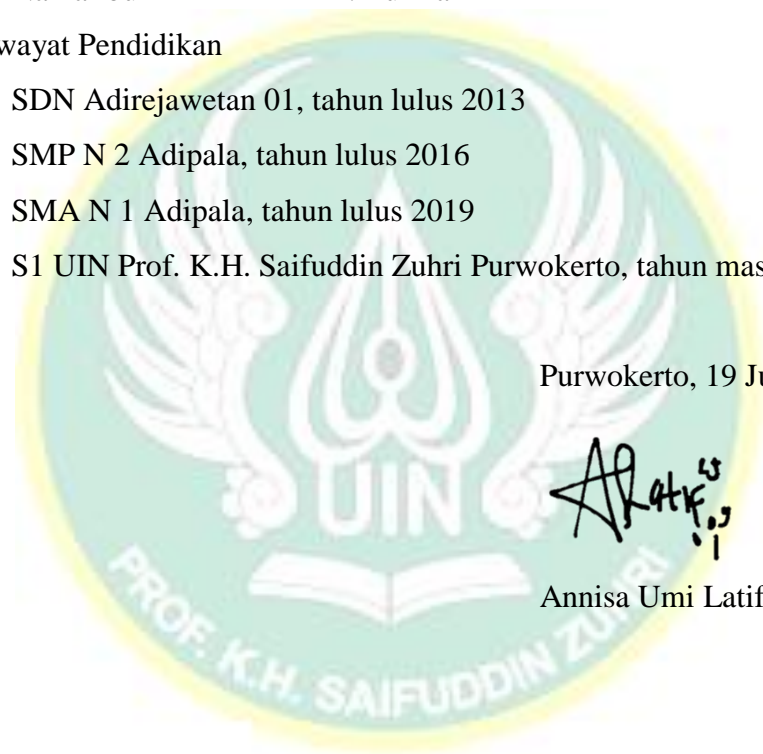 wayat Pendidikan
SDN Adirejawetan 01, tahun lulus 2013
SMP N 2 Adipala, tahun lulus 2016
SMA N 1 Adipala, tahun lulus 2019
S1 UIN Prof. K.H. Saifuddin Zuhri Purwokerto, tahun mas
Purwokerto, 19 Ju
Annisa Umi Latif
UIN
PROF. K.H. SAIFUDDIN ZUHRI